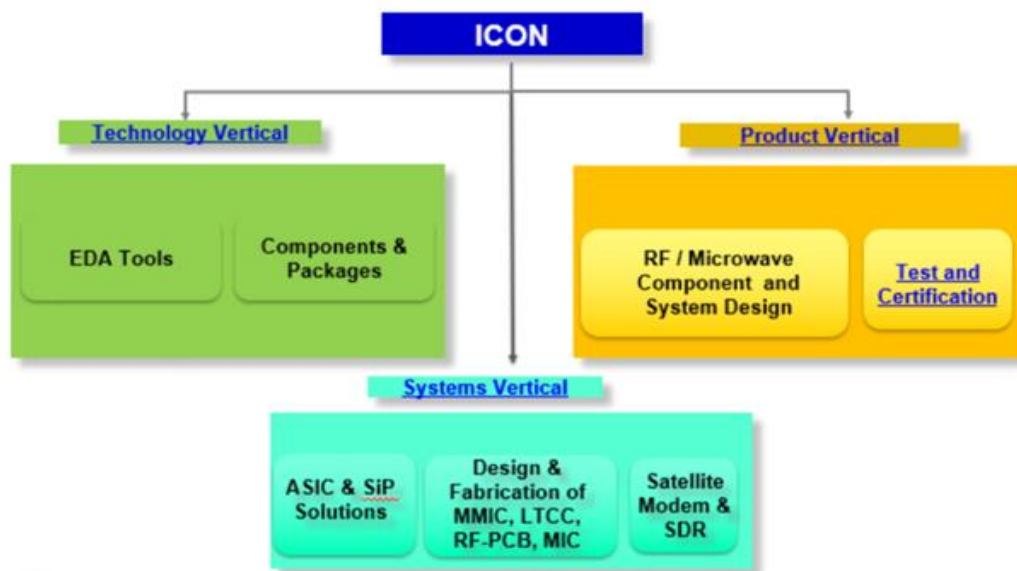 ICON
Technology Vertical
EDA Tools
Components &
Packages
Product Vertical
RF / Microwave
Component and
System Design
Test and
Certification
Systems Vertical
ASIC & SiP
Solutions
Design &
Fabrication of
MMIC, LTCC,
RF-PCB, MIC
Satellite
Modem &
SDR